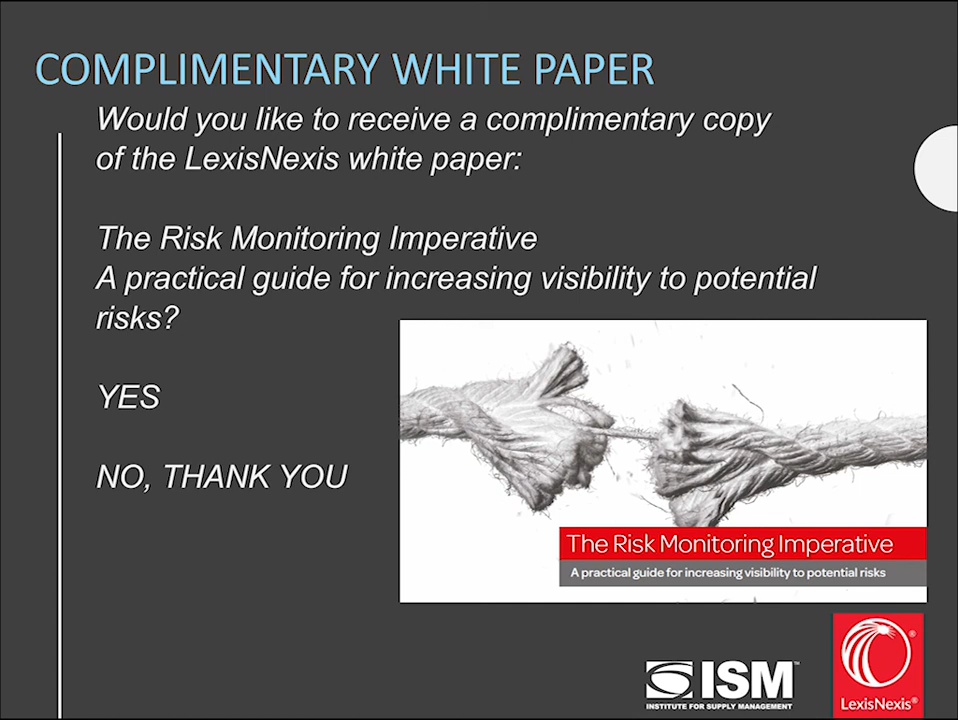 COMPLIMENTARY WHITE PAPER
Would you like to receive a complimentary copy
of the LexisNexis white paper:
The Risk Monitoring Imperative
A practical guide for increasing visibility to potential
risks?
YES
NO, THANK YOU
The Risk Monitoring Imperative
A practical guide for increasing visibility to potential risks
ISM™
INSTITUTE FOR SUPPLY MANAGEMENT
®
LexisNexis®